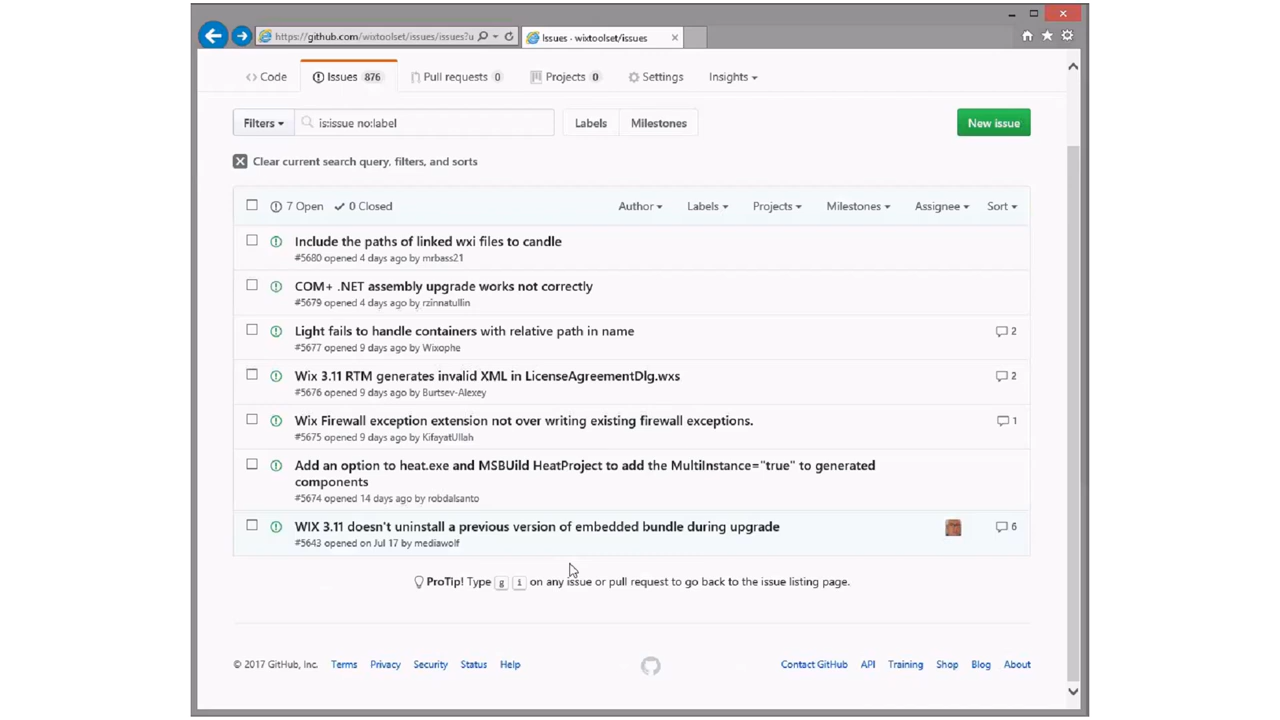 https://github.com/wixtoolset/issues/issues?u
Issues - wixtoolset/issues
Code Issues 876 Pull requests 0 Projects 0 Settings Insights
Filters is:issue no:label Labels Milestones New issue
Clear current search query, filters, and sorts
7 Open 0 Closed Author Labels Projects Milestones Assignee Sort
Include the paths of linked wxi files to candle
#5680 opened 4 days ago by mrbass21
COM+ .NET assembly upgrade works not correctly
#5679 opened 4 days ago by rzinnatullin
Light fails to handle containers with relative path in name 2
#5677 opened 9 days ago by Wixophe
Wix 3.11 RTM generates invalid XML in LicenseAgreementDlg.wxs 2
#5676 opened 9 days ago by Burtsev-Alexey
Wix Firewall exception extension not over writing existing firewall exceptions. 1
#5675 opened 9 days ago by KifayatUllah
Add an option to heat.exe and MSBUild HeatProject to add the MultiInstance="true" to generated
components
#5674 opened 14 days ago by robdalsanto
WIX 3.11 doesn't uninstall a previous version of embedded bundle during upgrade 6
#5643 opened on Jul 17 by mediawolf
ProTip! Type g i on any issue or pull request to go back to the issue listing page.
© 2017 GitHub, Inc. Terms Privacy Security Status Help Contact GitHub API Training Shop Blog About